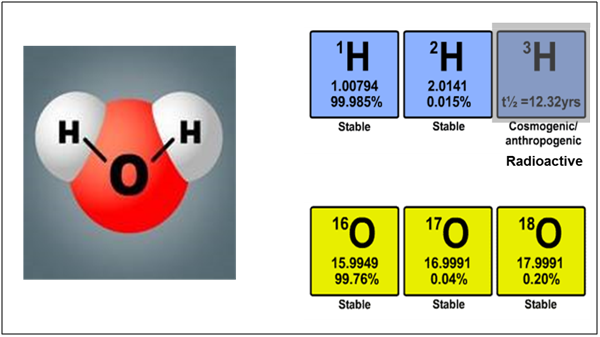 H H
O
¹H
1.00794
99.985%
Stable
²H
2.0141
0.015%
Stable
³H
t½ =12.32yrs
Cosmogenic/
anthropogenic
Radioactive
¹⁶O
15.9949
99.76%
Stable
¹⁷O
16.9991
0.04%
Stable
¹⁸O
17.9991
0.20%
Stable